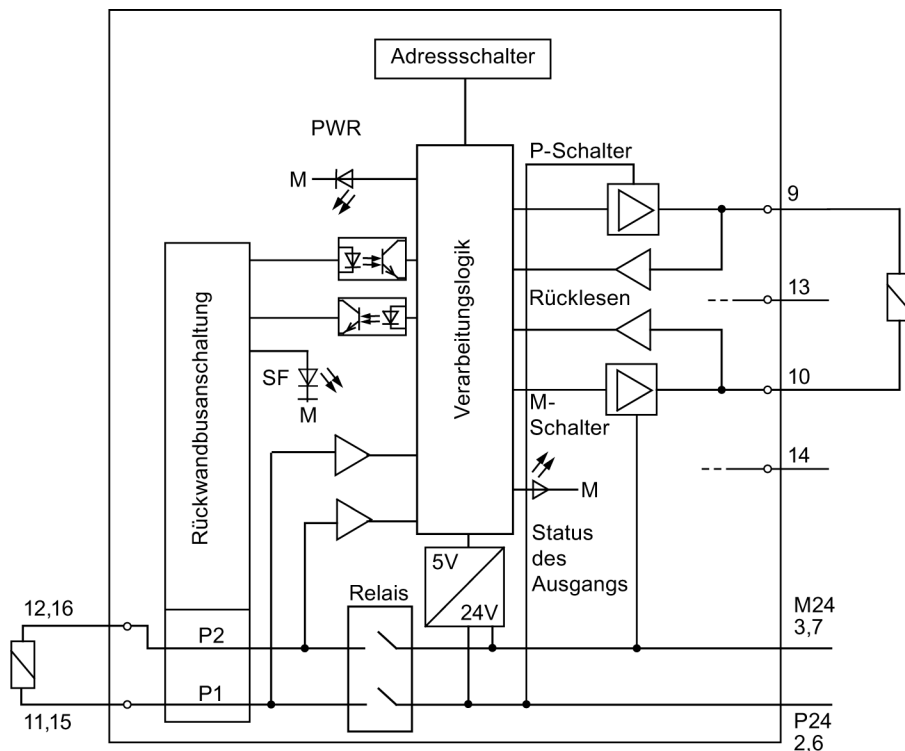 Adressschalter
PWR
M
P-Schalter
9
Verarbeitungslogik
Rücklesen
13
Rückwandbusanschaltung
SF
M
10
M-
Schalter
14
M
Status
des
Ausgangs
5V
24V
Relais
12,16
P2
M24
3,7
P1
11,15
P24
2,6